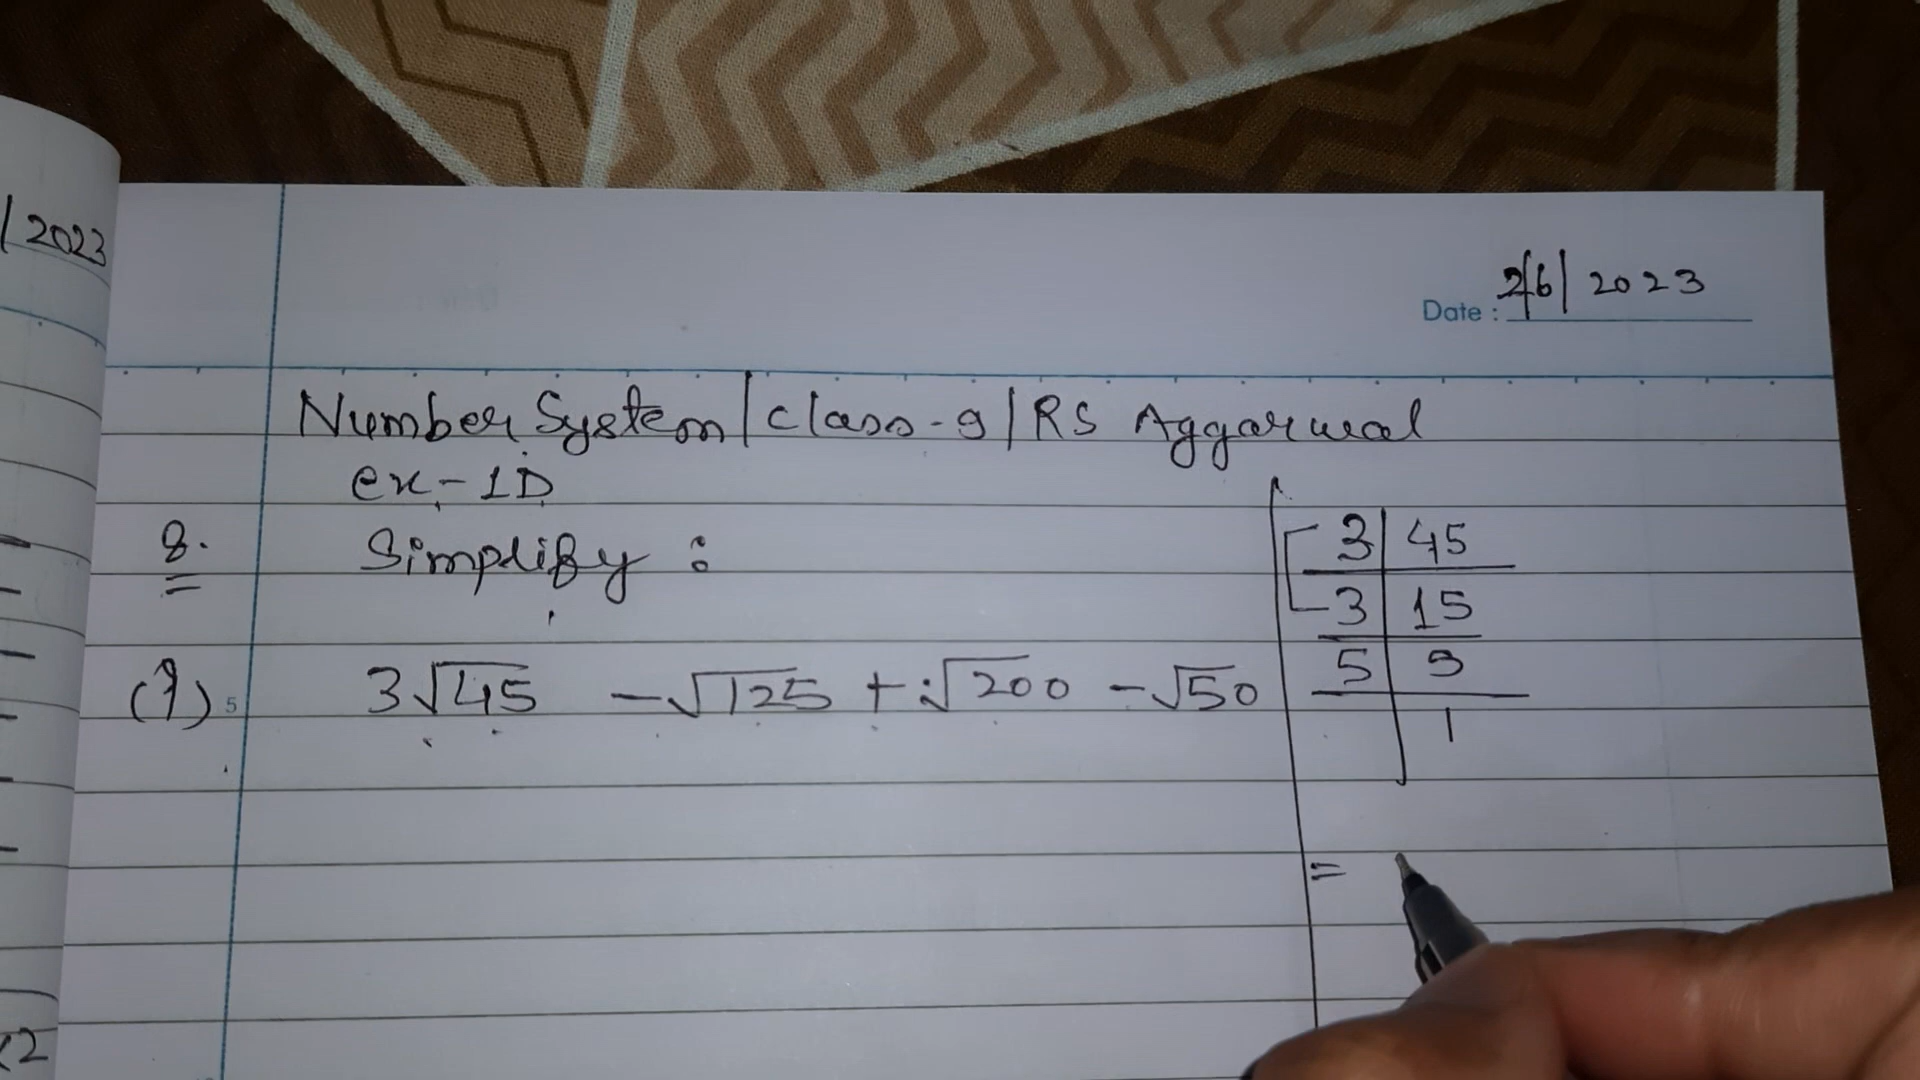 /2023
Date : 2/6/2023
Number System/class-9/RS Aggarwal
ex-1D
8. Simplify :
(i) 3√45 - √125 + √200 - √50
3 | 45
3 | 15
5 | 5
1
=